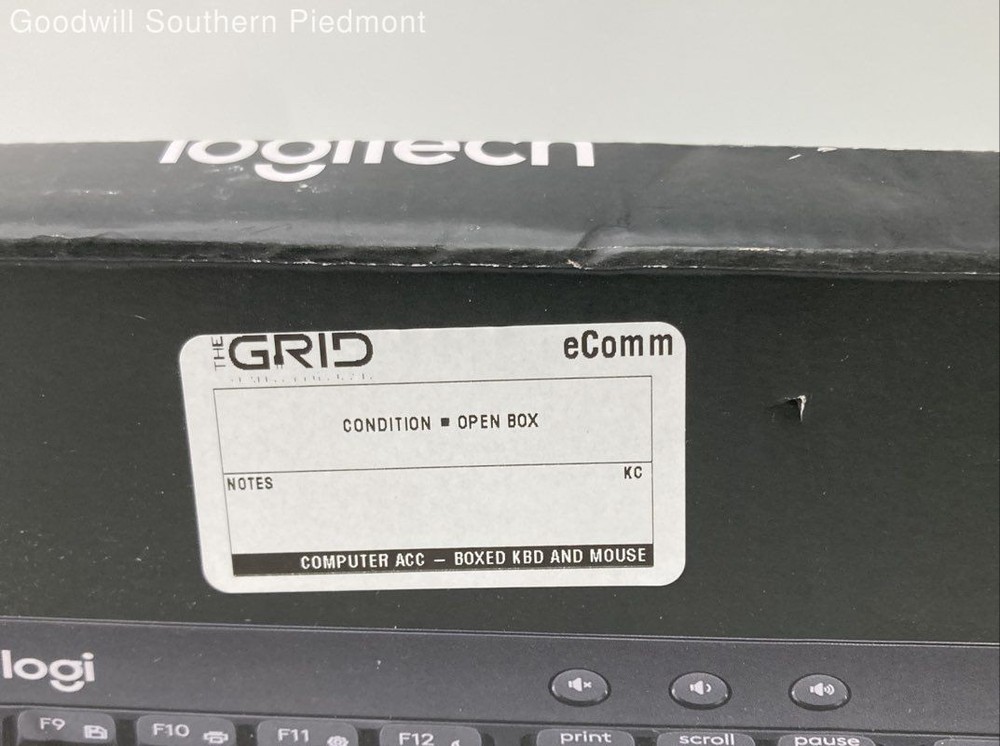 Goodwill Southern Piedmont
logitech
THE GRID
eComm
CONDITION ▪ OPEN BOX
NOTES
KC
COMPUTER ACC – BOXED KBD AND MOUSE
logi
F9 F10 F11 F12 print scroll pause